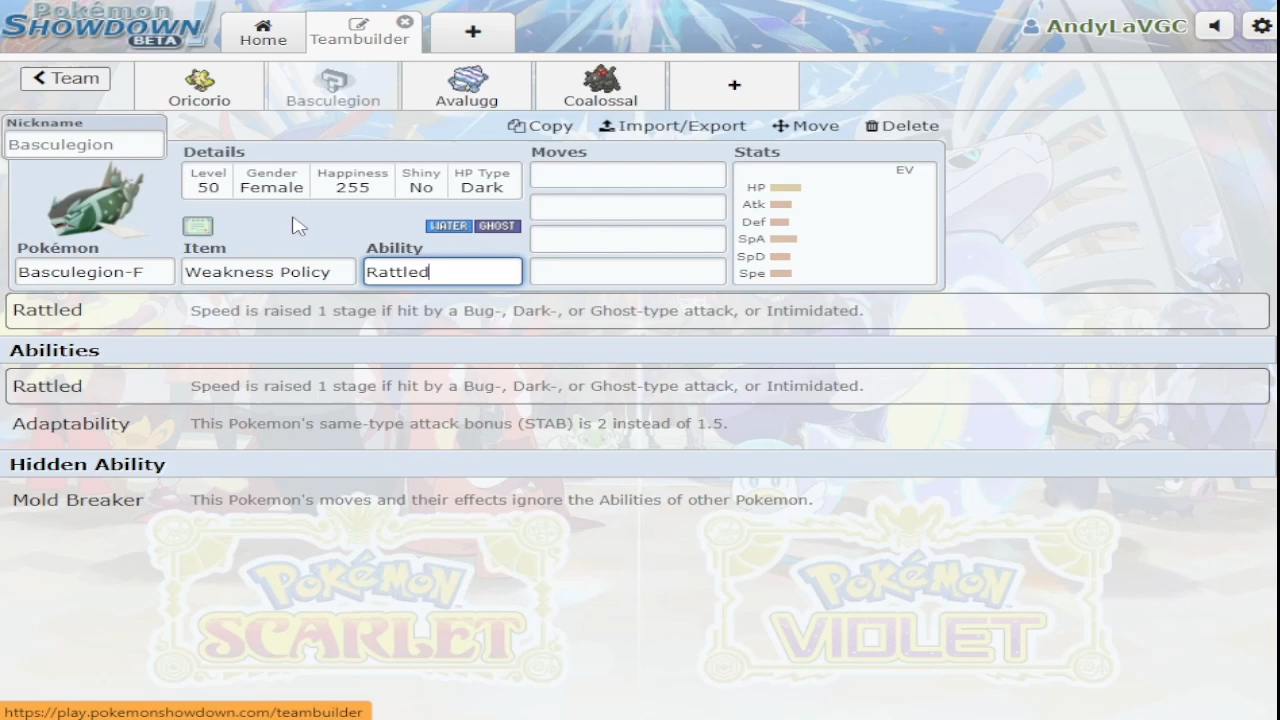 Pokémon
SHOWDOWN
BETA
Home
Teambuilder
+
AndyLaVGC
Team
Oricorio
Basculegion
Avalugg
Coalossal
+
Nickname
Basculegion
Copy
Import/Export
Move
Delete
Details
Level
50
Gender
Female
Happiness
255
Shiny
No
HP Type
Dark
WATER GHOST
Pokémon
Basculegion-F
Item
Weakness Policy
Ability
Rattled
Moves
Stats
EV
HP
Atk
Def
SpA
SpD
Spe
Rattled Speed is raised 1 stage if hit by a Bug-, Dark-, or Ghost-type attack, or Intimidated.
Abilities
Rattled Speed is raised 1 stage if hit by a Bug-, Dark-, or Ghost-type attack, or Intimidated.
Adaptability This Pokemon's same-type attack bonus (STAB) is 2 instead of 1.5.
Hidden Ability
Mold Breaker This Pokemon's moves and their effects ignore the Abilities of other Pokemon.
POKéMON
SCARLET
POKéMON
VIOLET
https://play.pokemonshowdown.com/teambuilder